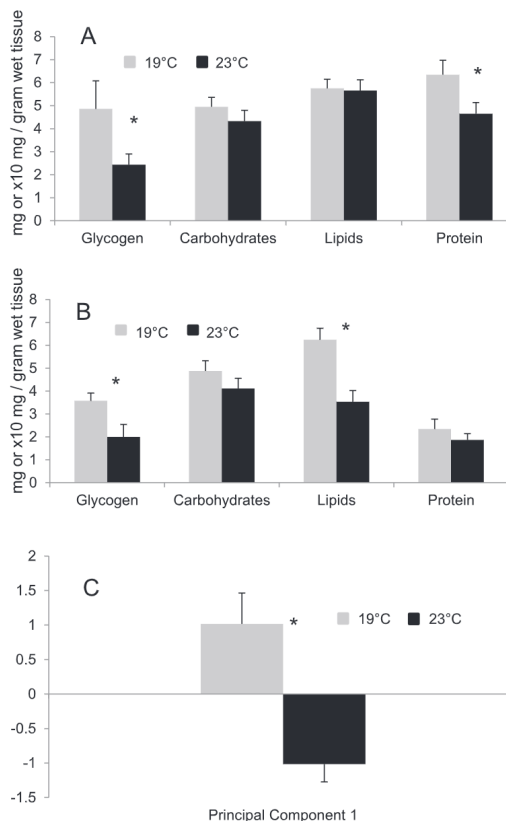 A
19°C 23°C
mg or x10 mg / gram wet tissue
8
7
6
5
4
3
2
1
0
*
*
Glycogen Carbohydrates Lipids Protein
B
19°C 23°C
mg or x10 mg / gram wet tissue
8
7
6
5
4
3
2
1
0
*
*
Glycogen Carbohydrates Lipids Protein
C
19°C 23°C
2
1.5
1
0.5
0
-0.5
-1
-1.5
*
Principal Component 1